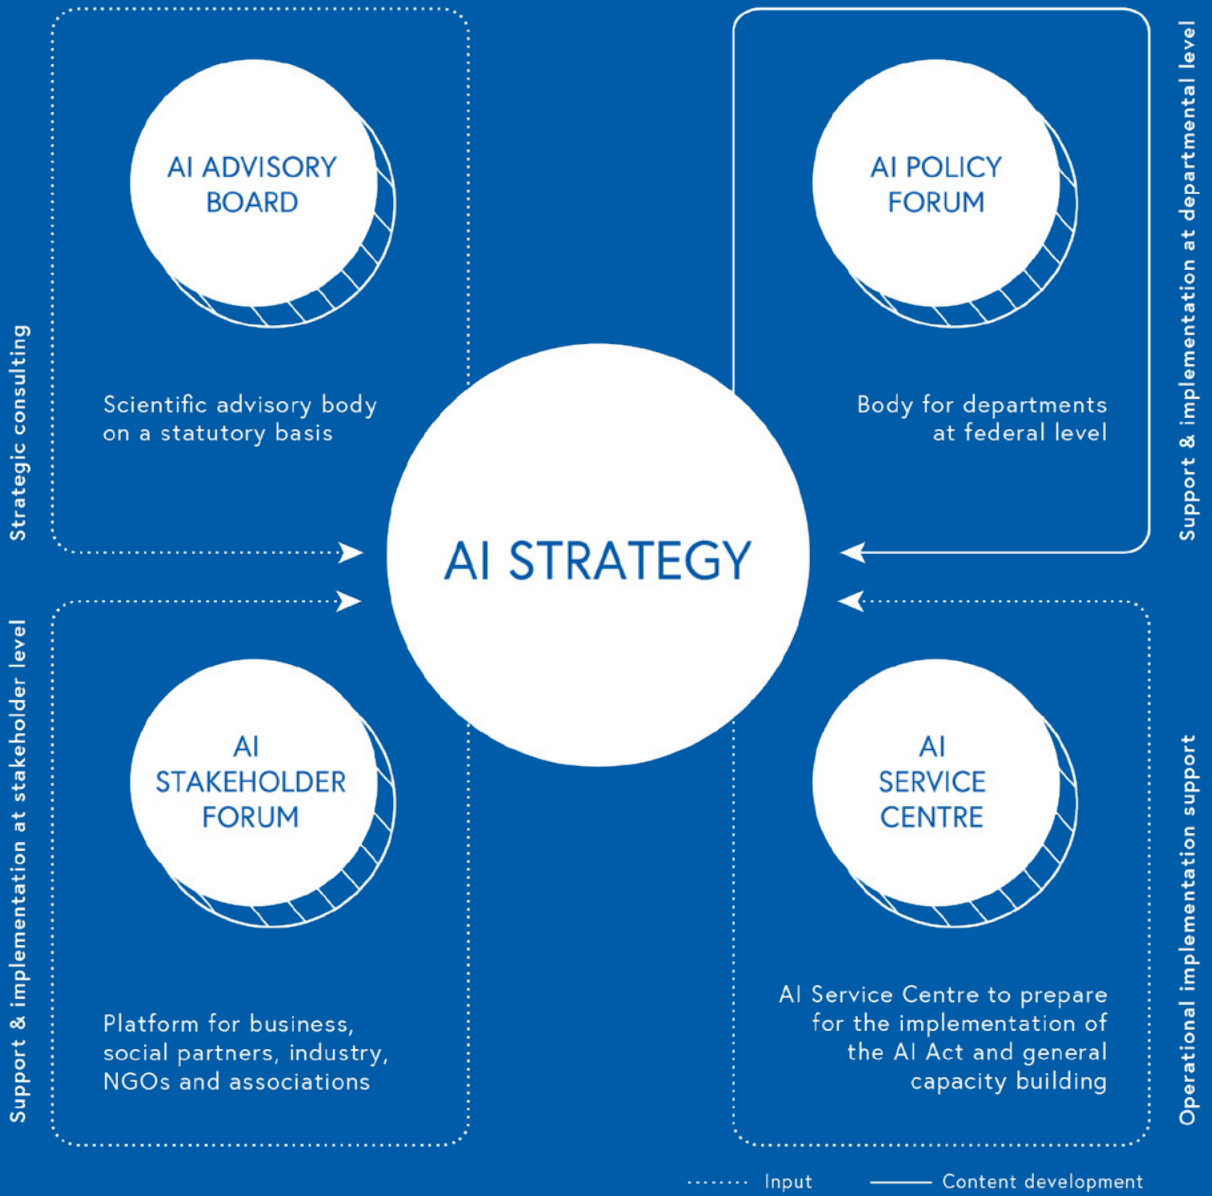 AI ADVISORY
BOARD
Scientific advisory body
on a statutory basis
Strategic consulting
AI POLICY
FORUM
Body for departments
at federal level
Support & implementation at departmental level
AI STRATEGY
AI
STAKEHOLDER
FORUM
Platform for business,
social partners, industry,
NGOs and associations
Support & implementation at stakeholder level
AI
SERVICE
CENTRE
AI Service Centre to prepare
for the implementation of
the AI Act and general
capacity building
Operational implementation support
Input
Content development